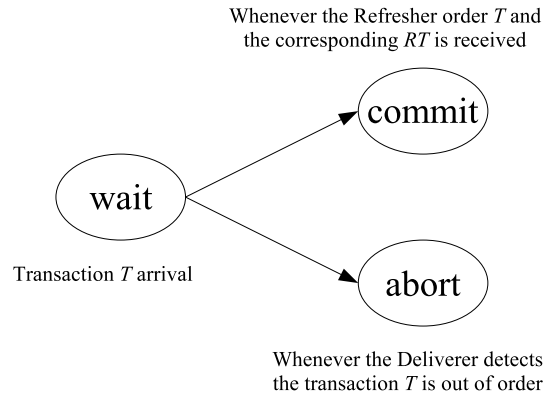 Whenever the Refresher order T and
the corresponding RT is received
commit
wait
Transaction T arrival
abort
Whenever the Deliverer detects
the transaction T is out of order